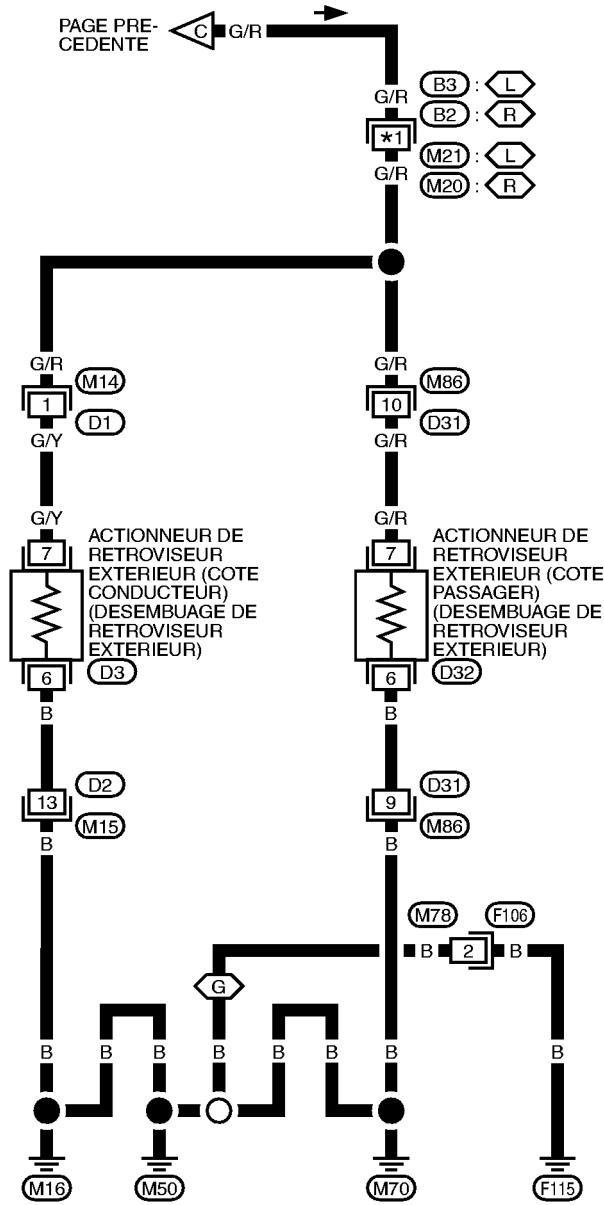 PAGE PRE-
CEDENTE
C
G/R
G/R
B3 : L
B2 : R
*1
M21 : L
M20 : R
G/R
G/R
G/R
M14
M86
1
10
D1
D31
G/Y
G/R
G/Y
G/R
7
ACTIONNEUR DE
RETROVISEUR
EXTERIEUR (COTE
CONDUCTEUR)
(DESEMBUAGE DE
RETROVISEUR
EXTERIEUR)
6
D3
7
ACTIONNEUR DE
RETROVISEUR
EXTERIEUR (COTE
PASSAGER)
(DESEMBUAGE DE
RETROVISEUR
EXTERIEUR)
6
D32
B
B
D2
D31
13
9
M15
M86
B
B
M78
F106
B
2
B
G
B
B
B
B
B
B
B
B
M16
M50
M70
F115